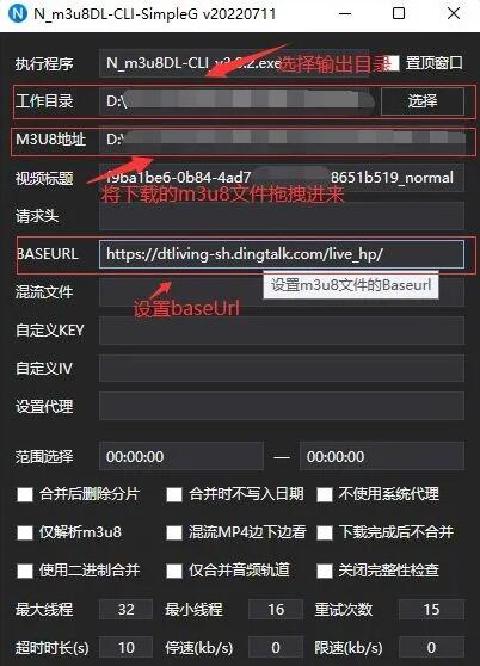 N_m3u8DL-CLI-SimpleG v20220711
执行程序 N_m3u8DL-CLI_v3.0.2.exe 置顶窗口
选择输出目录
工作目录 D:\ 选择
M3U8地址 D:\
视频标题 f9ba1be6-0b84-4ad7 8651b519_normal
将下载的m3u8文件拖拽进来
请求头
BASEURL https://dtliving-sh.dingtalk.com/live_hp/
设置m3u8文件的Baseurl
混流文件
设置baseUrl
自定义KEY
自定义IV
设置代理
范围选择 00:00:00 — 00:00:00
合并后删除分片 合并时不写入日期 不使用系统代理
仅解析m3u8 混流MP4边下边看 下载完成后不合并
使用二进制合并 仅合并音频轨道 关闭完整性检查
最大线程 32 最小线程 16 重试次数 15
超时时长(s) 10 停速(kb/s) 0 限速(kb/s) 0